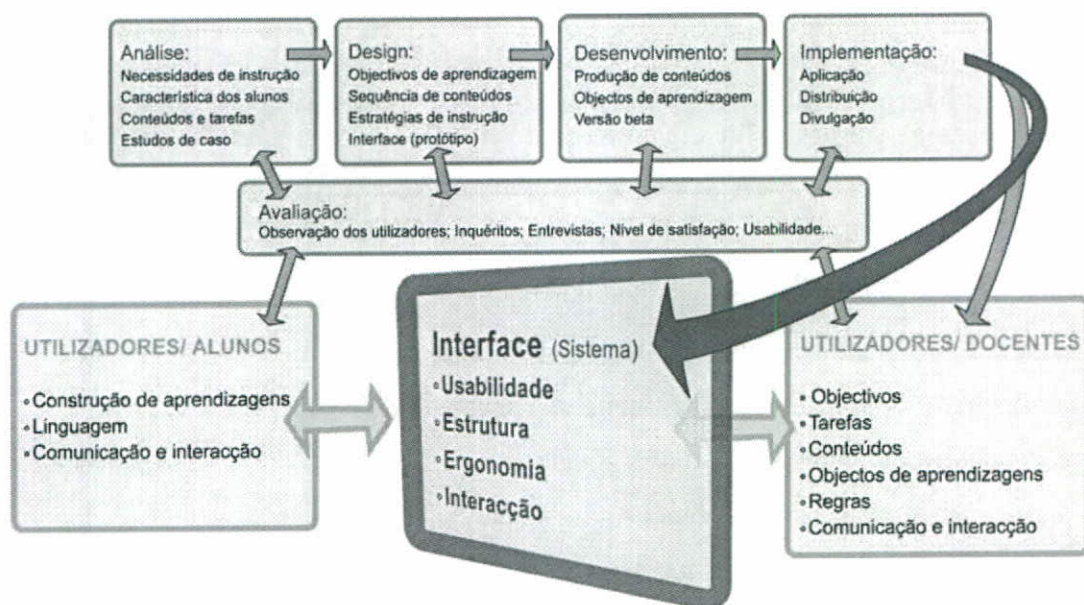 Análise:
Necessidades de instrução
Característica dos alunos
Conteúdos e tarefas
Estudos de caso
Design:
Objectivos de aprendizagem
Sequência de conteúdos
Estratégias de instrução
Interface (protótipo)
Desenvolvimento:
Produção de conteúdos
Objectos de aprendizagem
Versão beta
Implementação:
Aplicação
Distribuição
Divulgação
Avaliação:
Observação dos utilizadores; Inquéritos; Entrevistas; Nível de satisfação; Usabilidade...
UTILIZADORES/ ALUNOS
• Construção de aprendizagens
• Linguagem
• Comunicação e interacção
Interface (Sistema)
• Usabilidade
• Estrutura
• Ergonomia
• Interacção
UTILIZADORES/ DOCENTES
• Objectivos
• Tarefas
• Conteúdos
• Objectos de aprendizagens
• Regras
• Comunicação e interacção